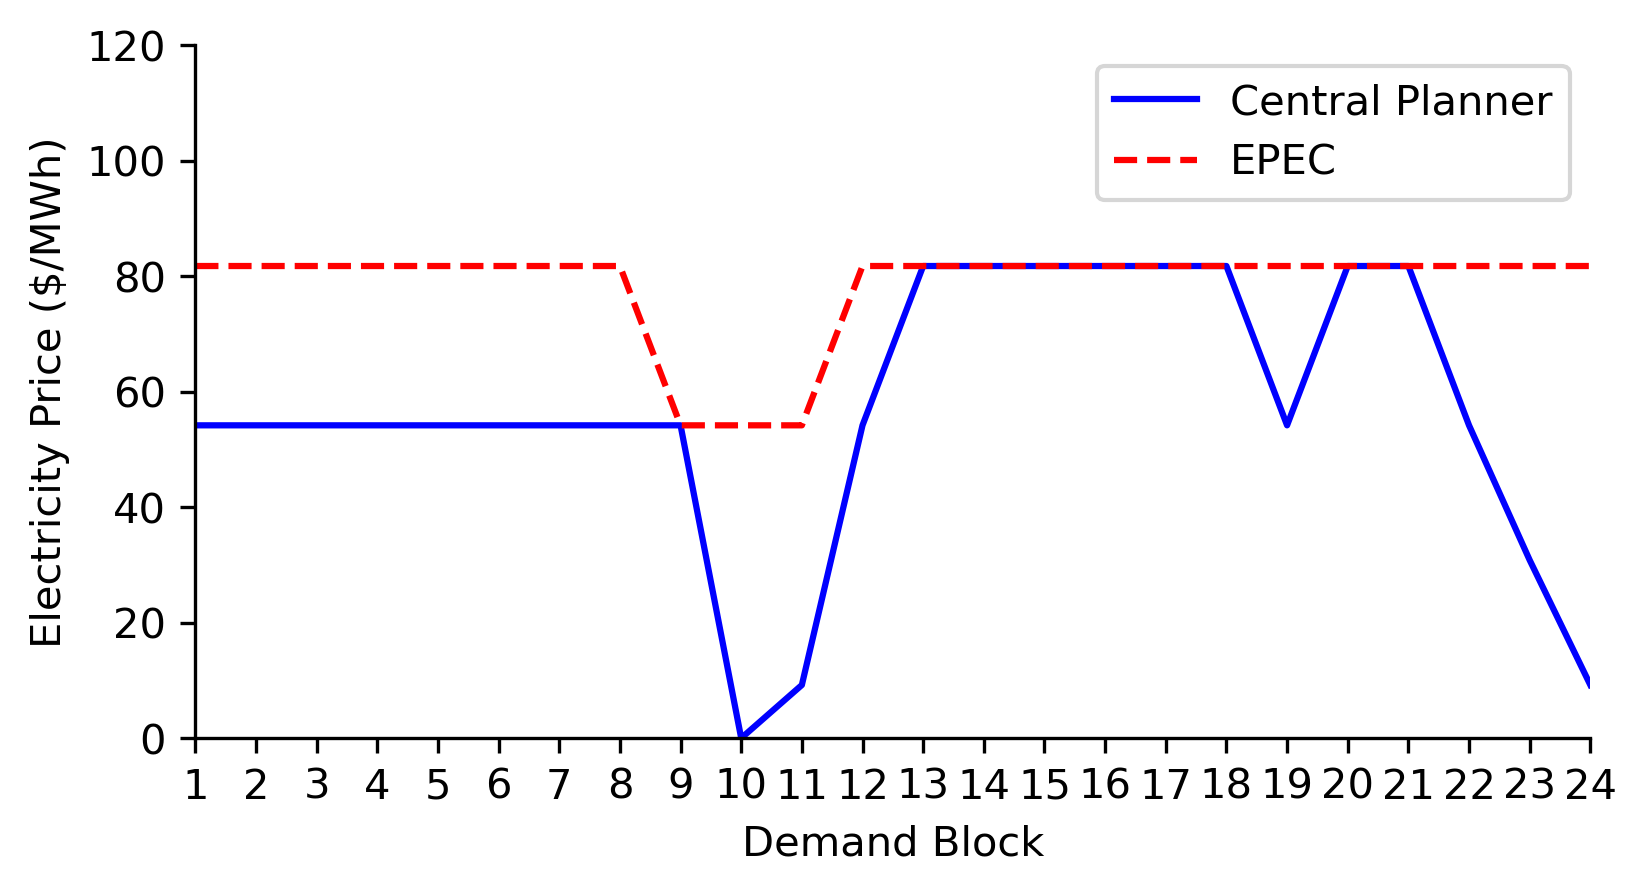 120
100
80
60
40
20
0
Electricity Price ($/MWh)
Central Planner
EPEC
1 2 3 4 5 6 7 8 9 10 11 12 13 14 15 16 17 18 19 20 21 22 23 24
Demand Block